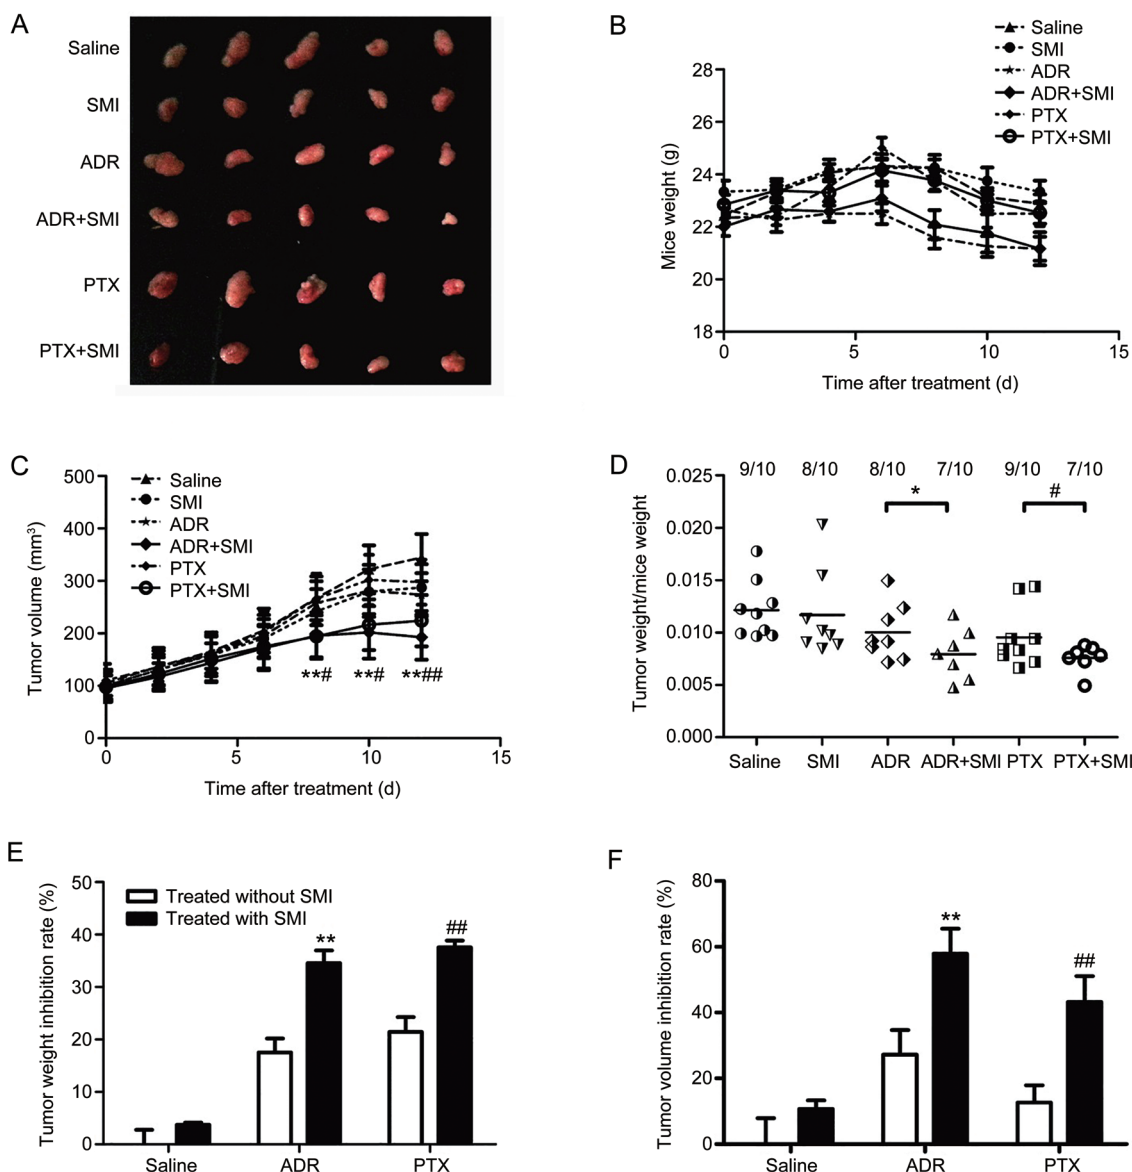 A
Saline
SMI
ADR
ADR+SMI
PTX
PTX+SMI
B
Saline
SMI
ADR
ADR+SMI
PTX
PTX+SMI
28
26
24
22
20
18
Mice weight (g)
0 5 10 15
Time after treatment (d)
C
500
400
300
200
100
0
Tumor volume (mm³)
Saline
SMI
ADR
ADR+SMI
PTX
PTX+SMI
**# **# **##
0 5 10 15
Time after treatment (d)
D
9/10 8/10 8/10 7/10 9/10 7/10
* #
0.025
0.020
0.015
0.010
0.005
0.000
Tumor weight/mice weight
Saline SMI ADR ADR+SMI PTX PTX+SMI
E
50
40
30
20
10
0
Tumor weight inhibition rate (%)
Treated without SMI
Treated with SMI
** ##
Saline ADR PTX
F
80
60
40
20
0
Tumor volume inhibition rate (%)
** ##
Saline ADR PTX